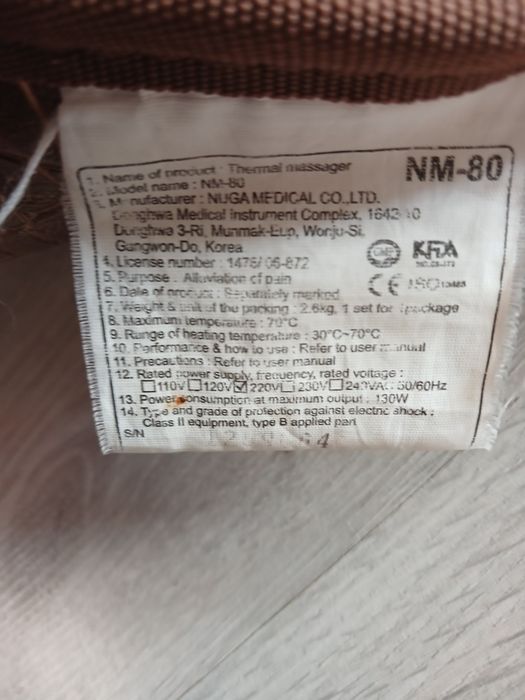 NM-80
1. Name of product : Thermal massager
2. Model name : NM-80
3. Manufacturer : NUGA MEDICAL CO.,LTD.
Donghwa Medical Instrument Complex, 1642-10
Donghwa 3-Ri, Munmak-Eup, Wonju-Si,
Gangwon-Do, Korea
KFDA
4. License number :
5. Purpose : Alluviation of pain
CE ISO
6. Date of product : Separately marked
7. Weight & unit of the packing : 2.6kg, 1 set for 1package
8. Maximum temperature : 70°C
9. Range of heating temperature : 30°C~70°C
10. Performance & how to use : Refer to user manual
11. Precautions : Refer to user manual
12. Rated power supply, frequency, rated voltage :
□110V□120V☑220V□230V□240VAC 50/60Hz
13. Power consumption at maximum output : 130W
14. Type and grade of protection against electric shock :
Class II equipment, type B applied part
S/N